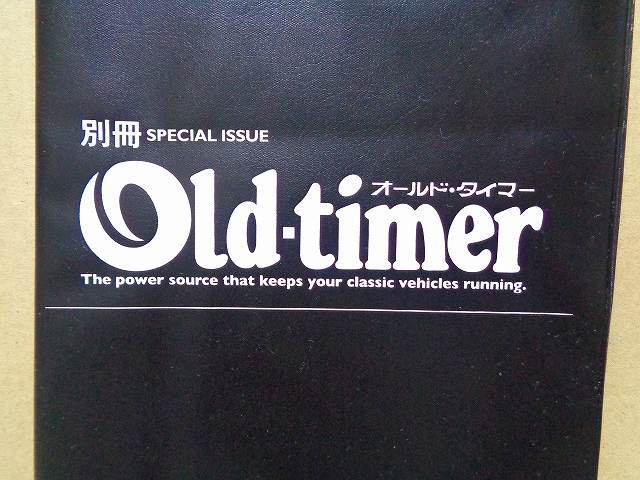 別冊 SPECIAL ISSUE
オールド・タイマー
Old-timer
The power source that keeps your classic vehicles running.